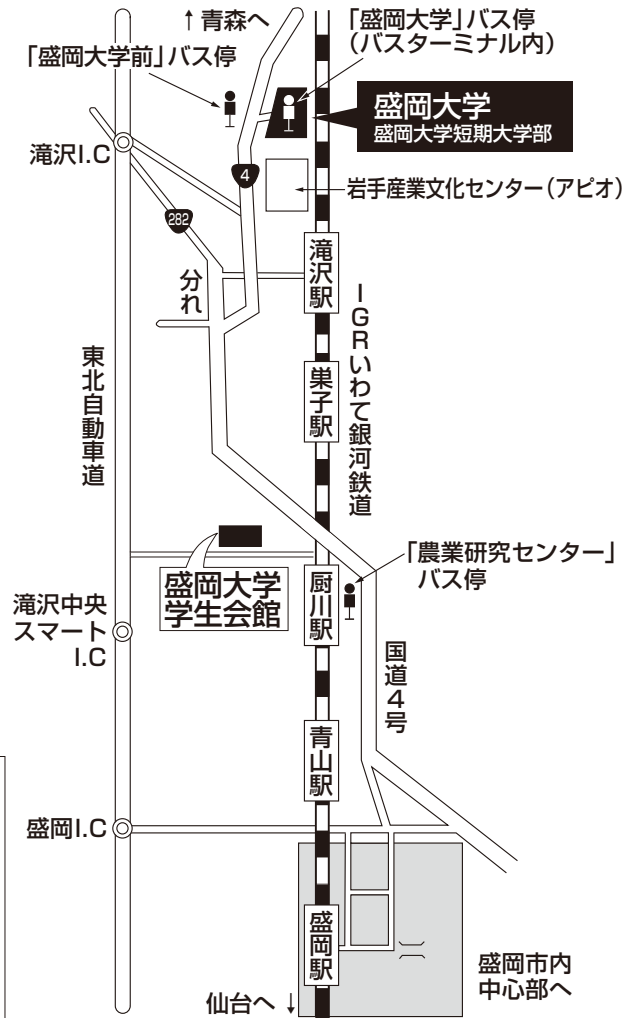 ↑青森へ
「盛岡大学」バス停
(バスターミナル内)
「盛岡大学前」バス停
盛岡大学
盛岡大学短期大学部
滝沢I.C
4
岩手産業文化センター(アピオ)
282
滝沢駅
分れ
IGRいわて銀河鉄道
東北自動車道
巣子駅
「農業研究センター」
バス停
盛岡大学
学生会館
厨川駅
滝沢中央
スマート
I.C
国道4号
青山駅
盛岡I.C
盛岡駅
盛岡市内
中心部へ
仙台へ↓